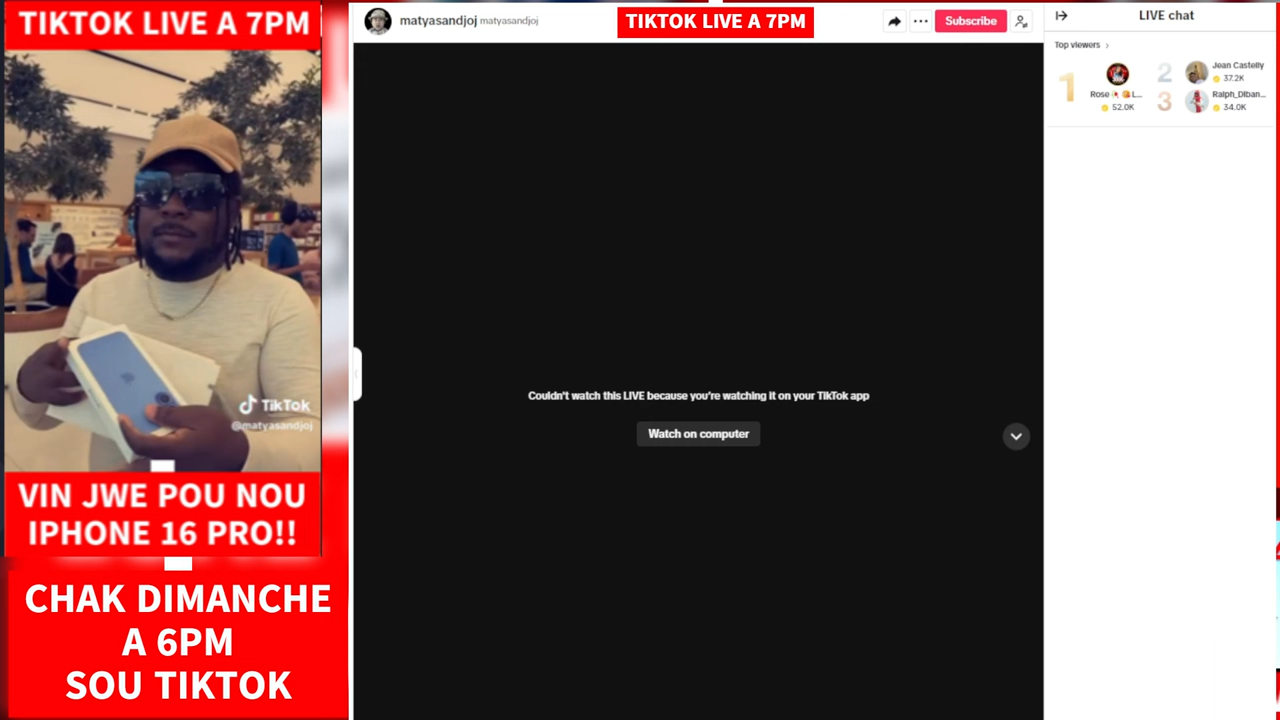 TIKTOK LIVE A 7PM
TikTok
@matyasandjoj
VIN JWE POU NOU
IPHONE 16 PRO!!
CHAK DIMANCHE
A 6PM
SOU TIKTOK
matyasandjoj matyasandjoj
TIKTOK LIVE A 7PM
Subscribe
Couldn't watch this LIVE because you're watching it on your TikTok app
Watch on computer
LIVE chat
Top viewers
1
Rose L...
52.0K
2
Jean Castelly
37.2K
3
Ralph_Dlban...
34.0K